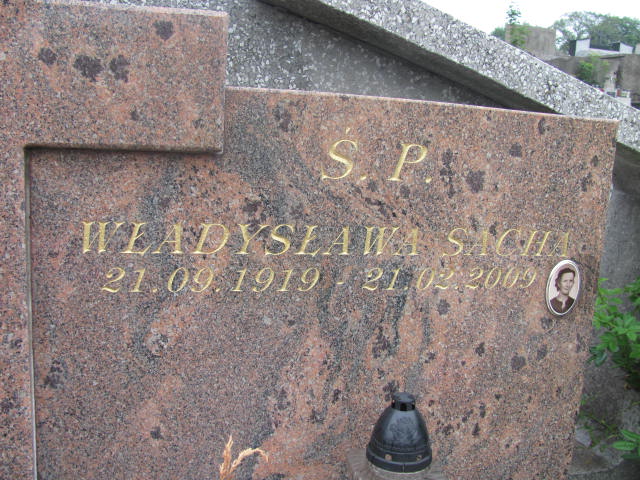 Ś. P.
WŁADYSŁAWA SACHA
21.09.1919 - 21.02.2009